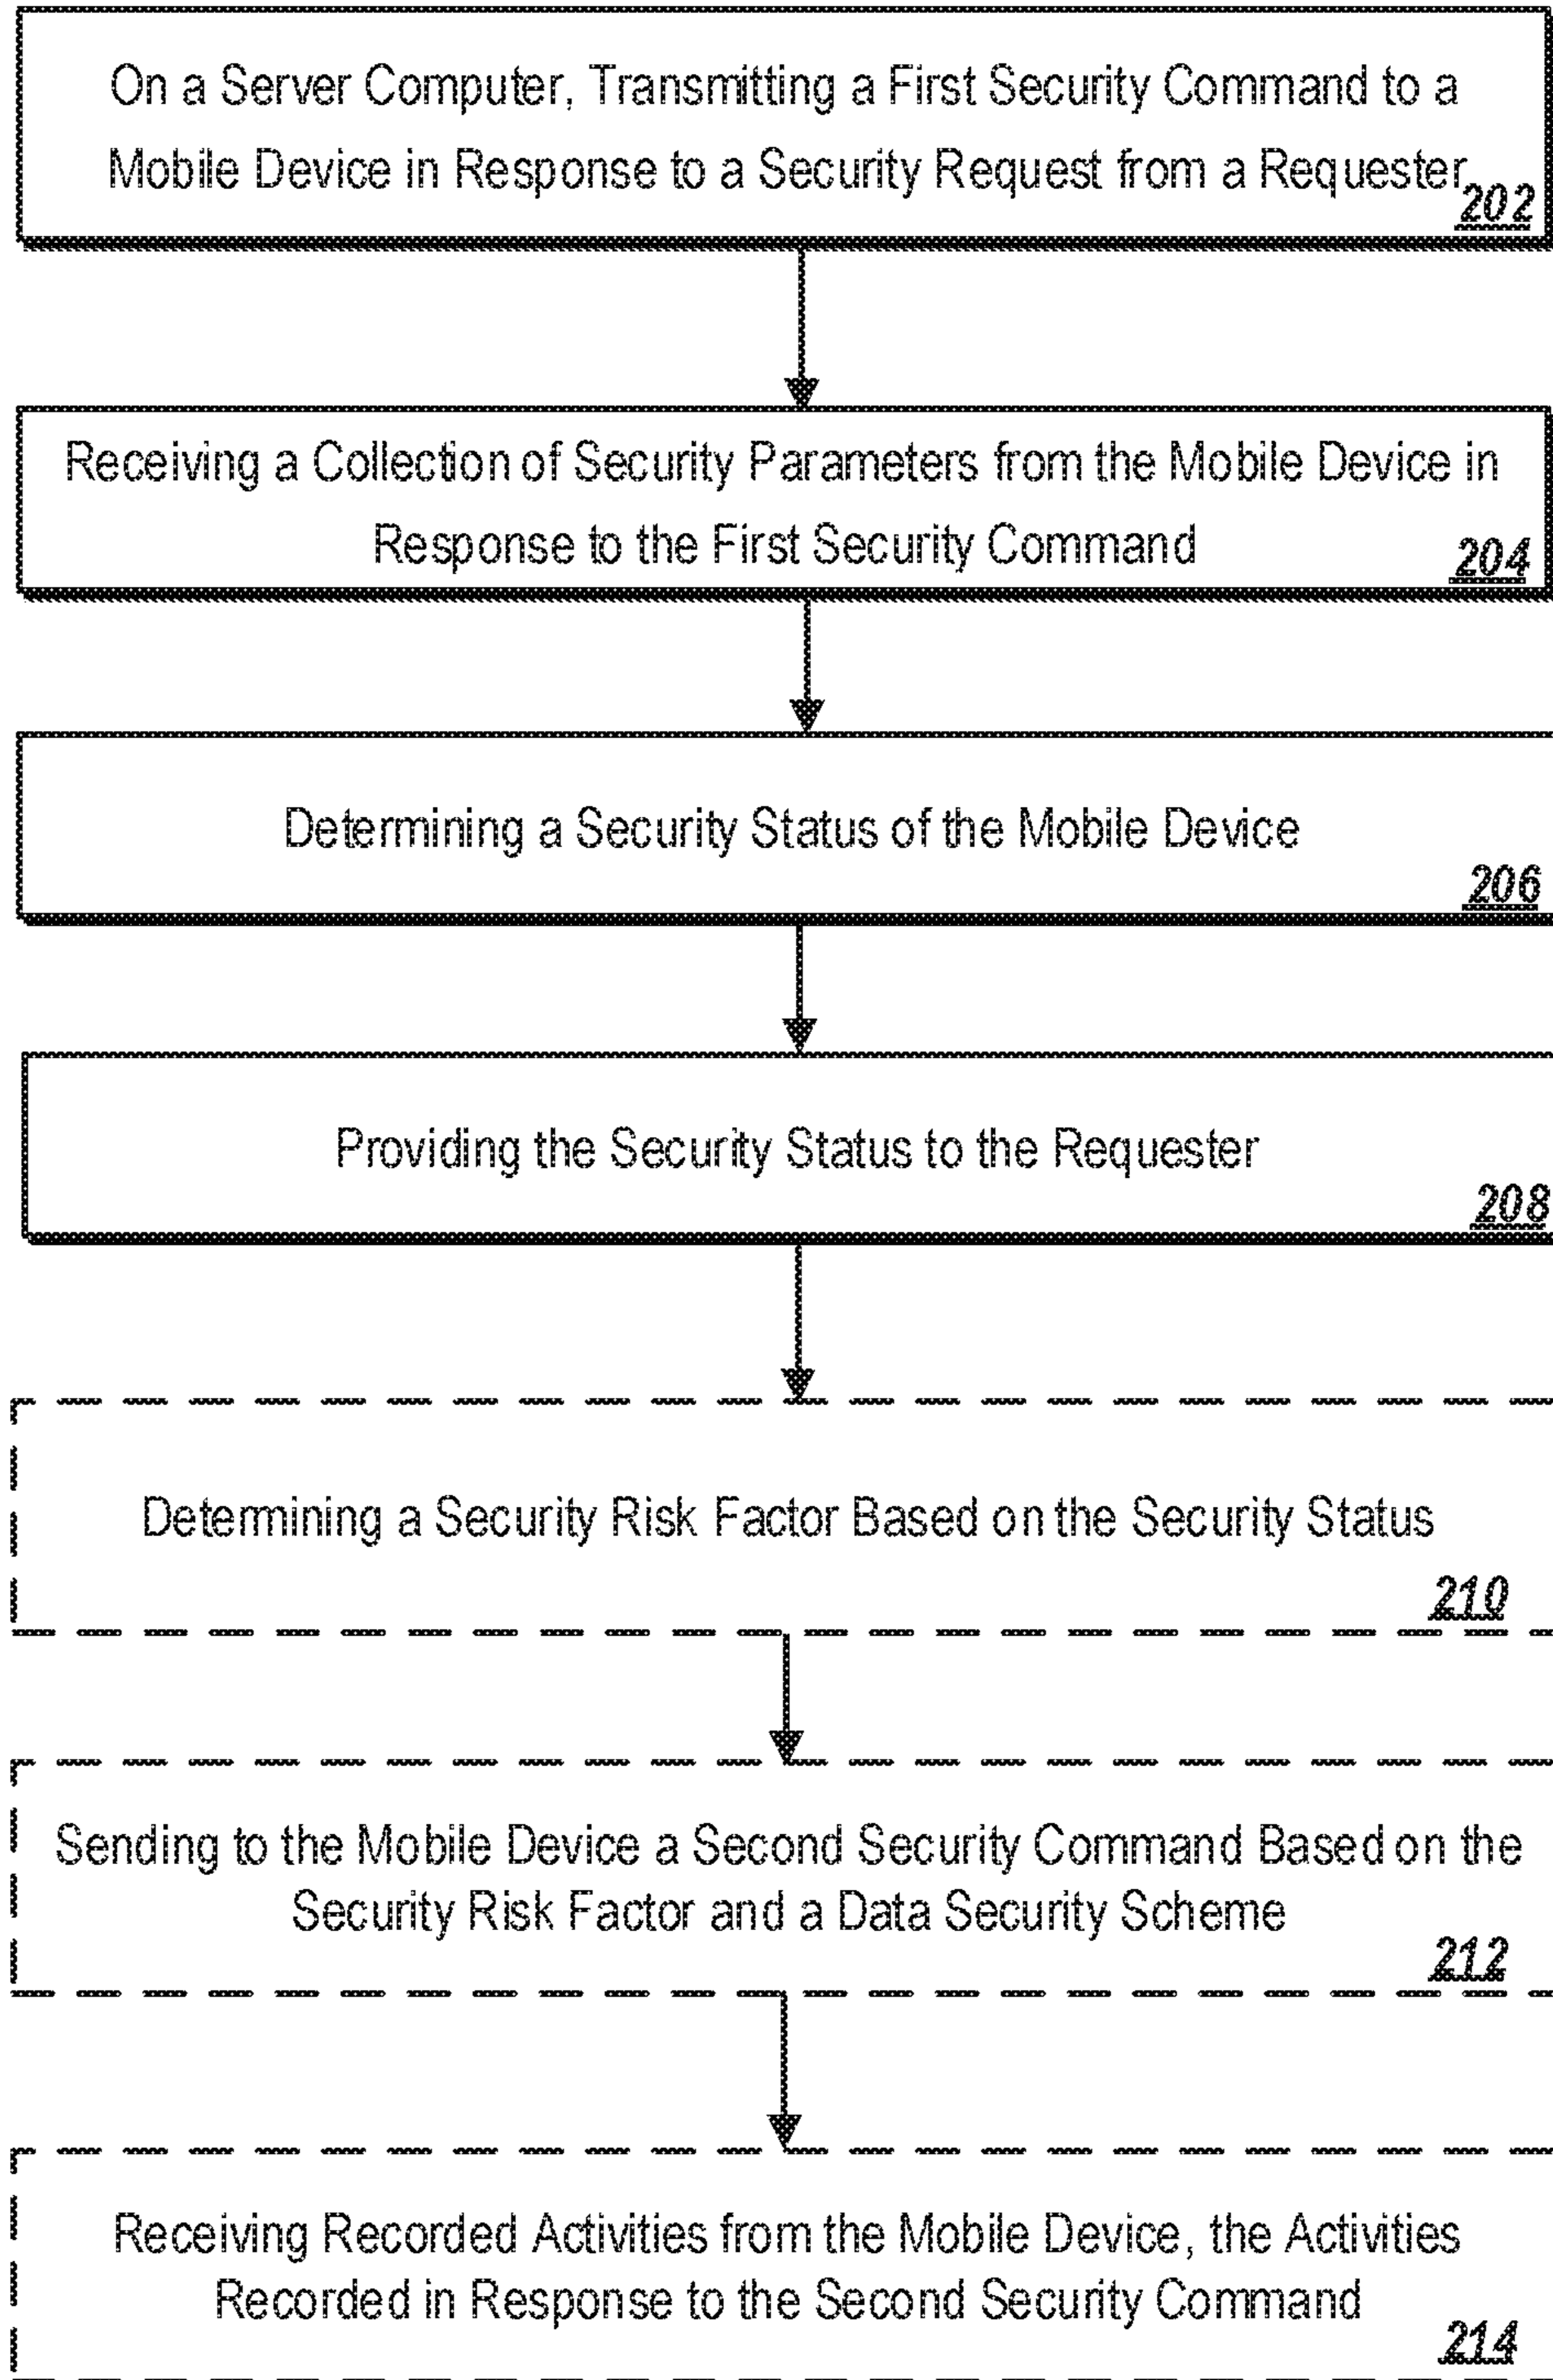 On a Server Computer, Transmitting a First Security Command to a
Mobile Device in Response to a Security Request from a Requester
202
Receiving a Collection of Security Parameters from the Mobile Device in
Response to the First Security Command
204
Determining a Security Status of the Mobile Device
206
Providing the Security Status to the Requester
208
Determining a Security Risk Factor Based on the Security Status
210
Sending to the Mobile Device a Second Security Command Based on the
Security Risk Factor and a Data Security Scheme
212
Receiving Recorded Activities from the Mobile Device, the Activities
Recorded in Response to the Second Security Command
214